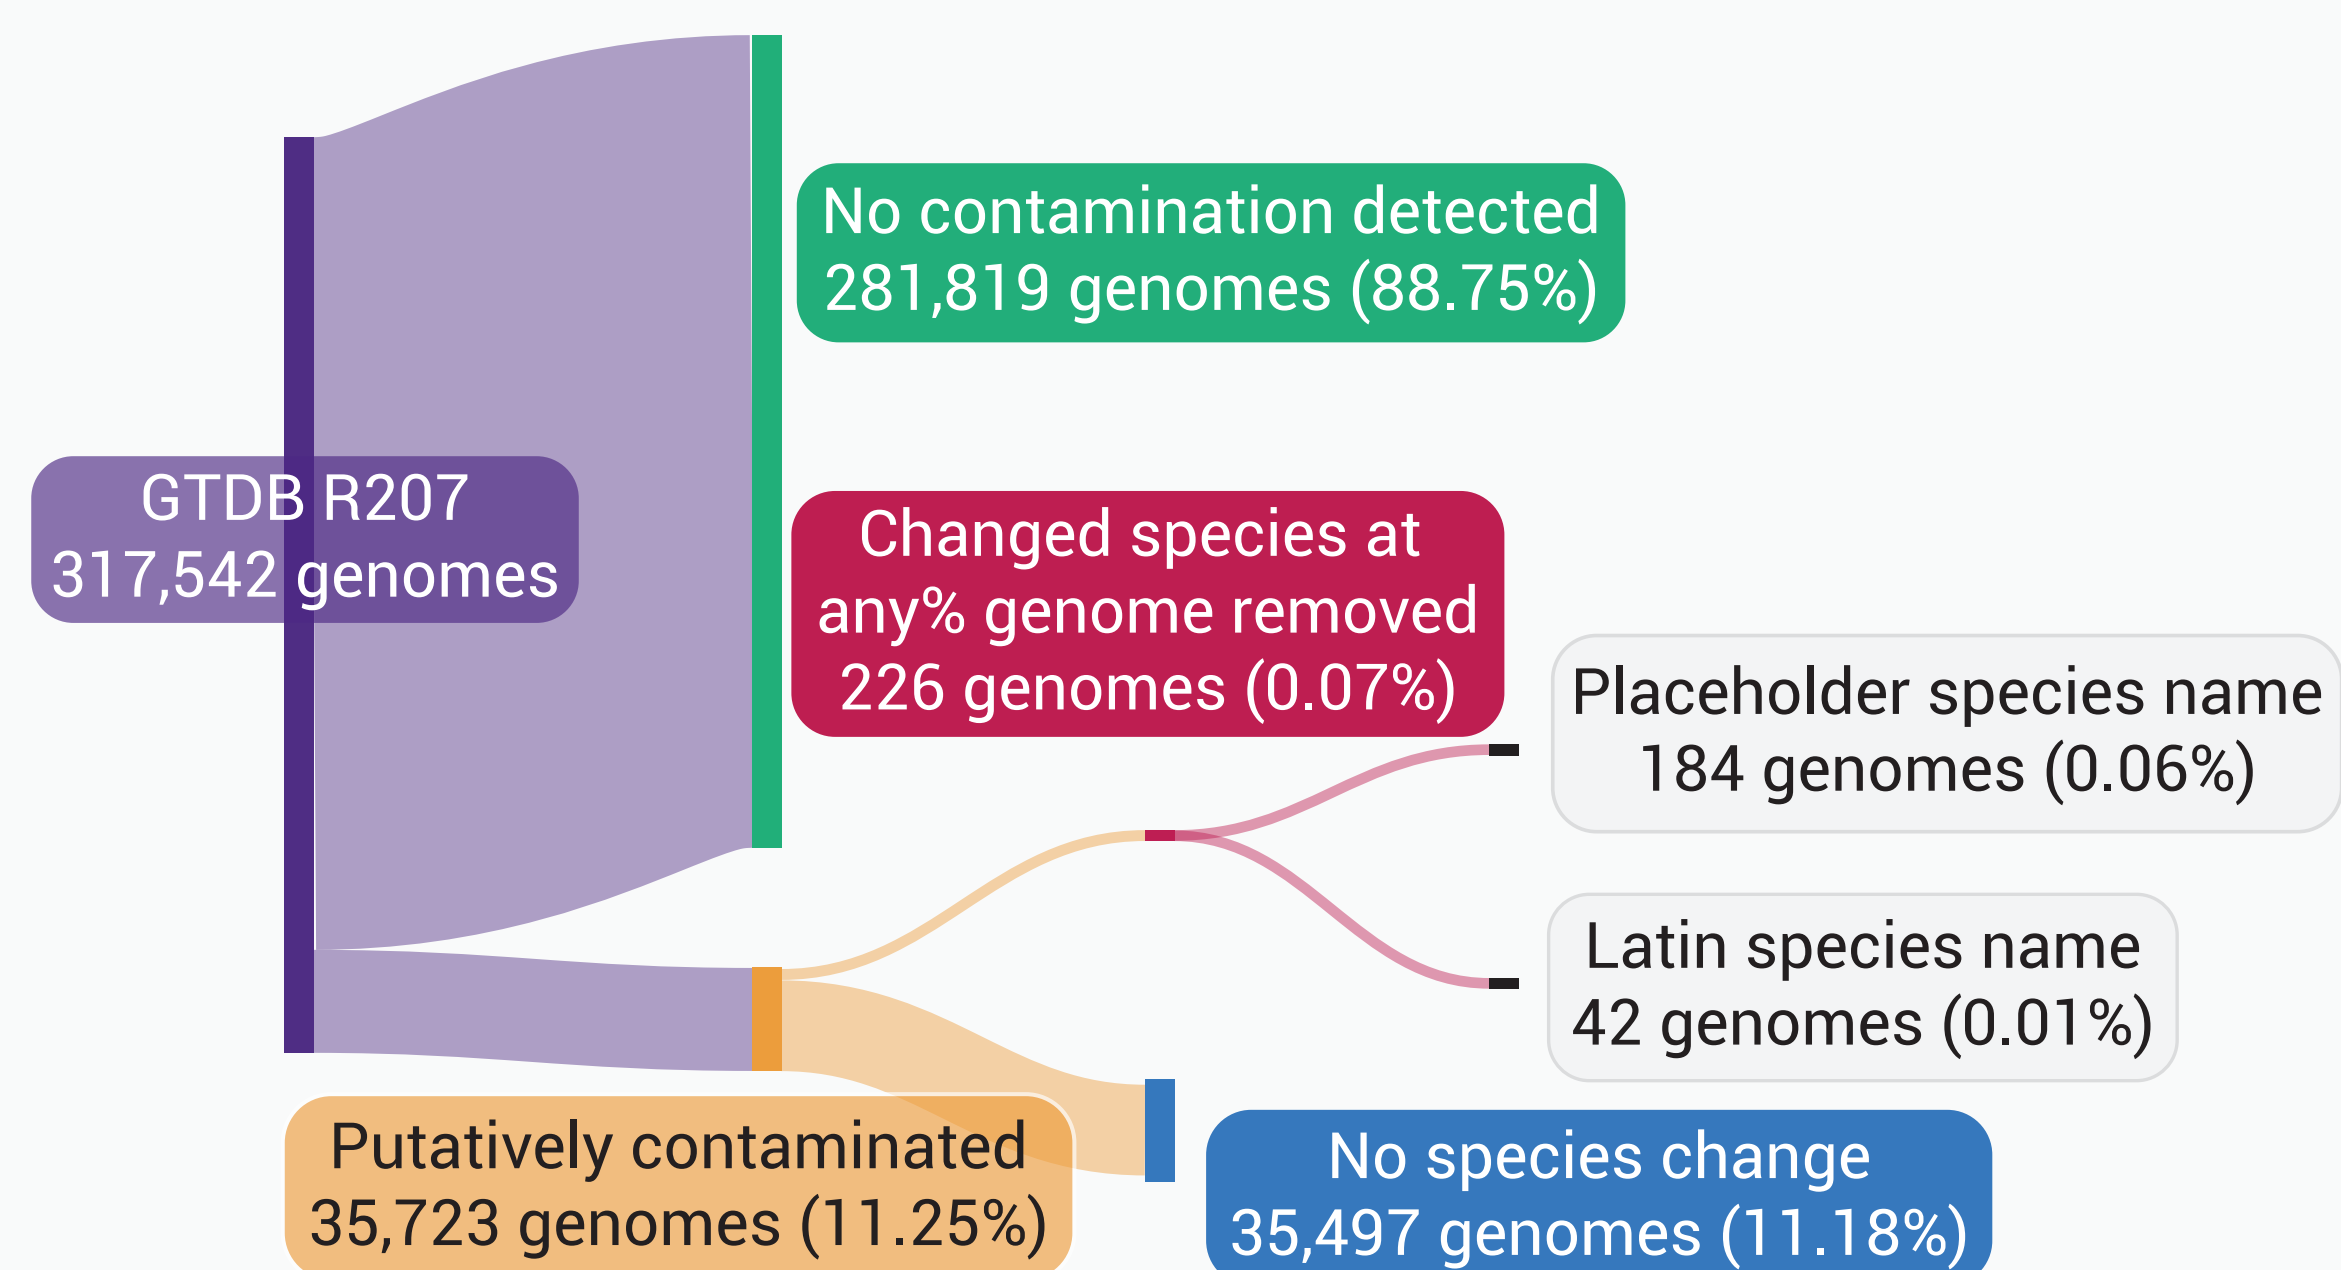 GTDB R207
317,542 genomes
No contamination detected
281,819 genomes (88.75%)
Changed species at
any% genome removed
226 genomes (0.07%)
Placeholder species name
184 genomes (0.06%)
Latin species name
42 genomes (0.01%)
Putatively contaminated
35,723 genomes (11.25%)
No species change
35,497 genomes (11.18%)